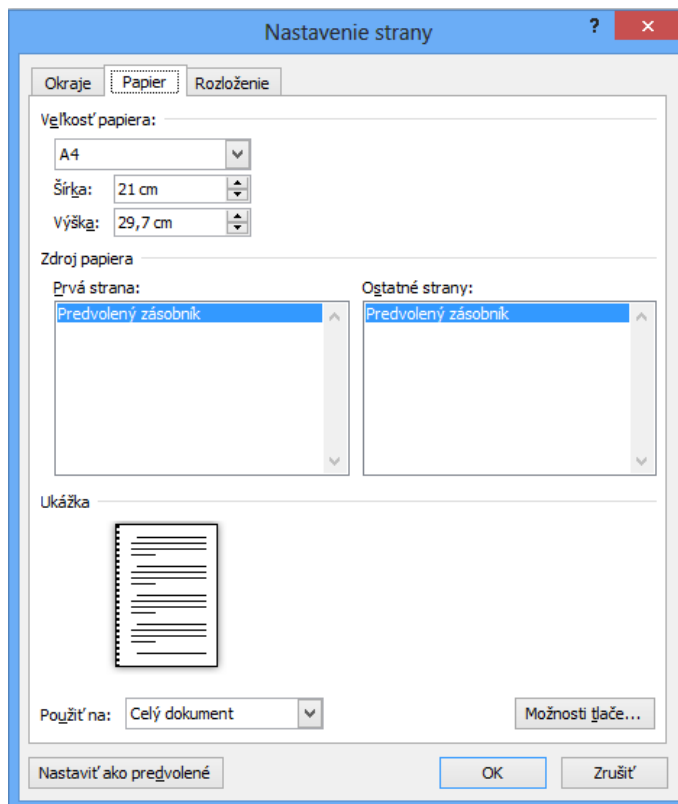 Nastavenie strany
?
Okraje
Papier
Rozloženie
Veľkosť papiera:
A4
Šírka:
21 cm
Výška:
29,7 cm
Zdroj papiera
Prvá strana:
Ostatné strany:
Predvolený zásobník
Predvolený zásobník
Ukážka
Použiť na:
Celý dokument
Možnosti tlače...
Nastaviť ako predvolené
OK
Zrušiť